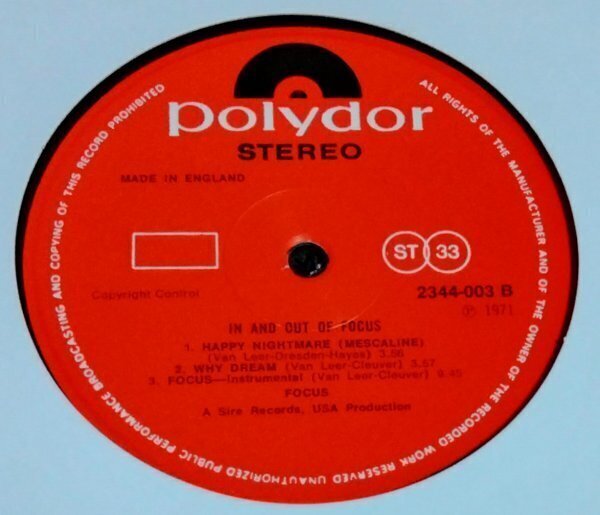 polydor
STEREO
MADE IN ENGLAND
ST 33
Copyright Control
2344-003 B
℗ 1971
IN AND OUT OF FOCUS
1. HAPPY NIGHTMARE (MESCALINE)
(Van Leer-Dresden-Hayes) 3.56
2. WHY DREAM (Van Leer-Cleuver) 3.57
3. FOCUS—Instrumental (Van Leer-Cleuver) 9.45
FOCUS
A Sire Records, USA Production
ALL RIGHTS OF THE MANUFACTURER AND OF THE OWNER OF THE RECORDED WORK RESERVED UNAUTHORIZED PUBLIC PERFORMANCE BROADCASTING AND COPYING OF THIS RECORD PROHIBITED